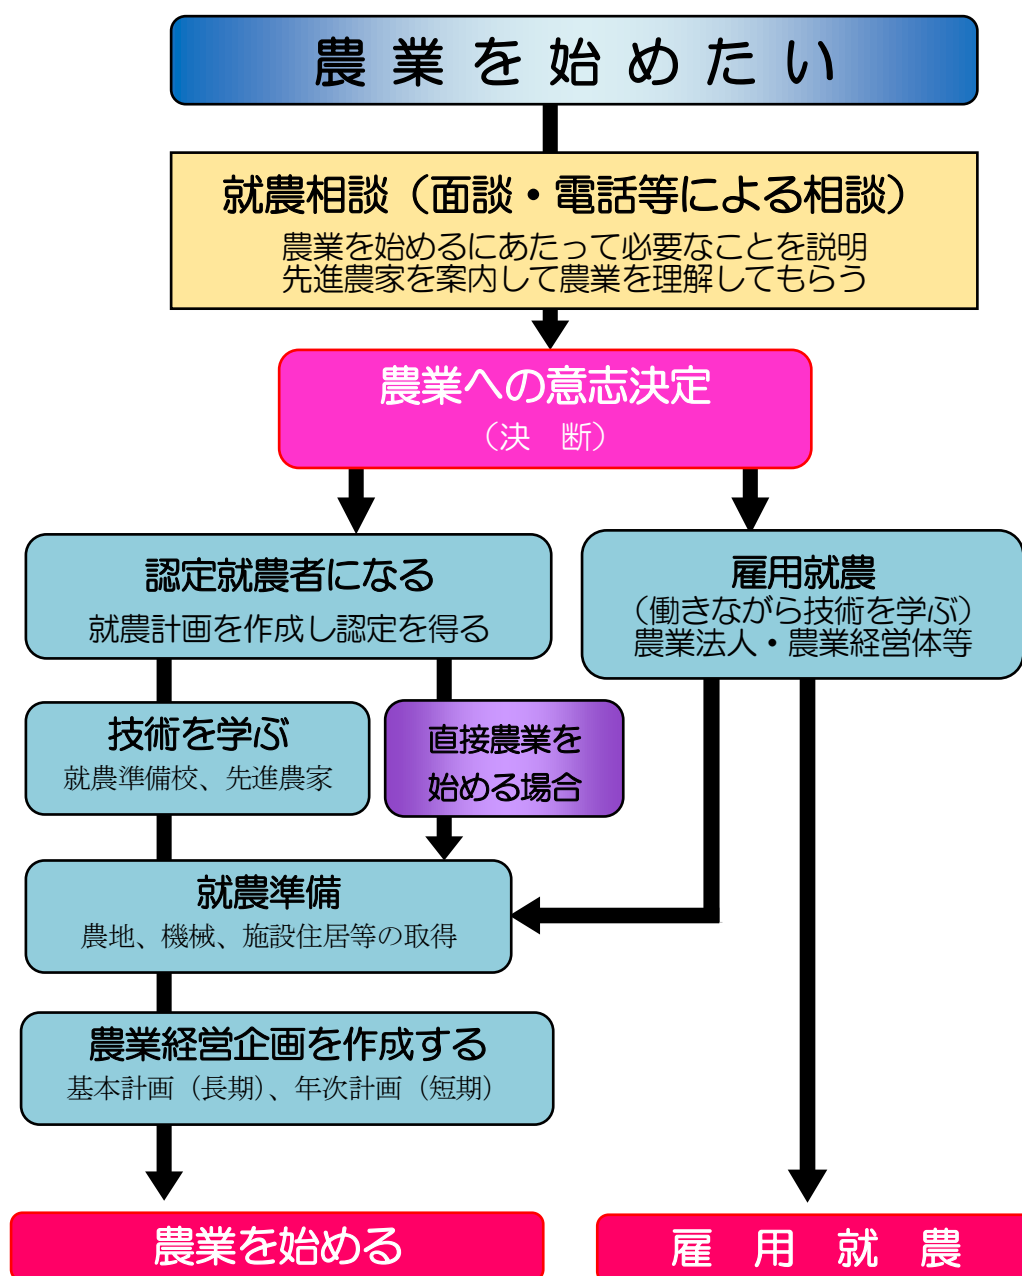 農業を始めたい
就農相談（面談・電話等による相談）
農業を始めるにあたって必要なことを説明
先進農家を案内して農業を理解してもらう
農業への意志決定
（決　断）
認定就農者になる
就農計画を作成し認定を得る
雇用就農
（働きながら技術を学ぶ）
農業法人・農業経営体等
技術を学ぶ
就農準備校、先進農家
直接農業を
始める場合
就農準備
農地、機械、施設住居等の取得
農業経営企画を作成する
基本計画（長期）、年次計画（短期）
農業を始める
雇　用　就　農